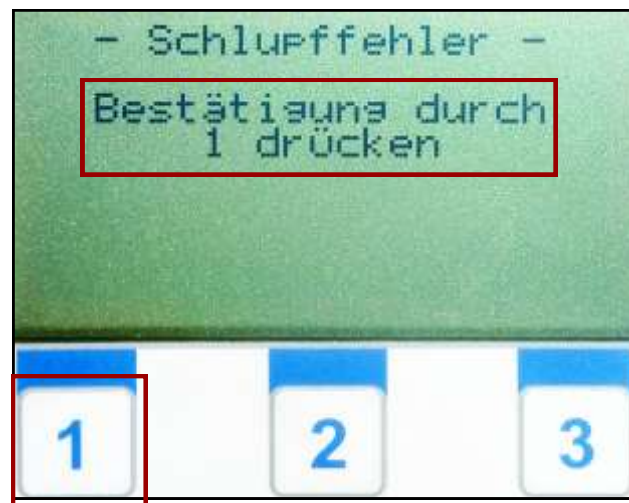 - Schlupffehler -
Bestätigung durch
1 drücken
1 2 3